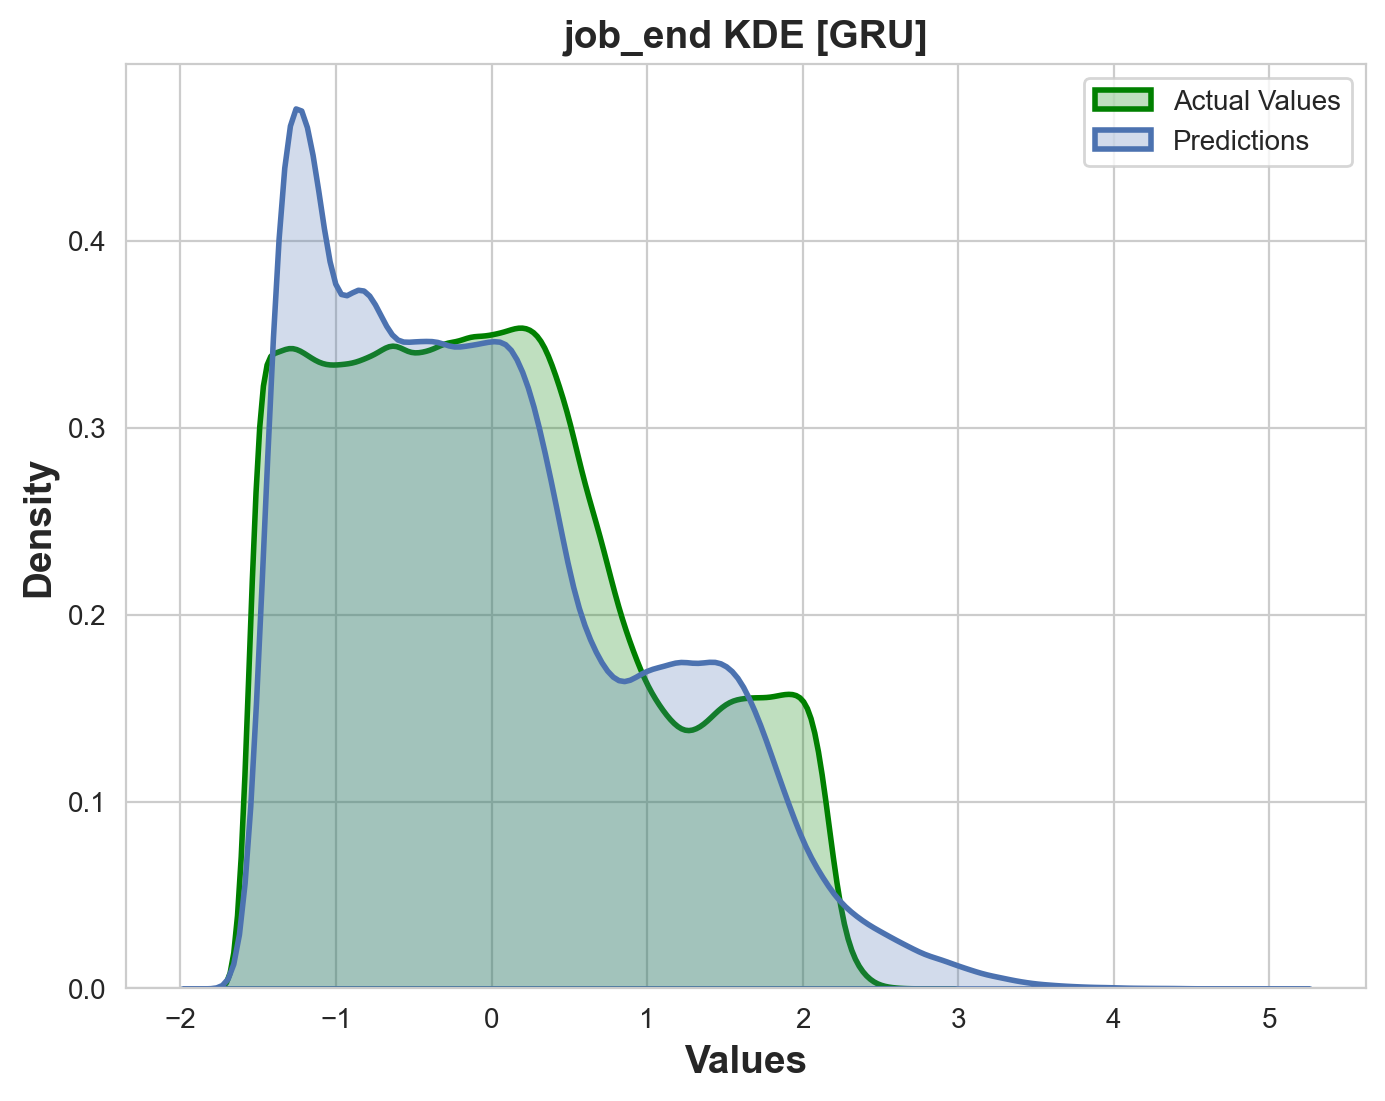 job_end KDE [GRU]
Actual Values
Predictions
Density
0.4
0.3
0.2
0.1
0.0
−2 −1 0 1 2 3 4 5
Values